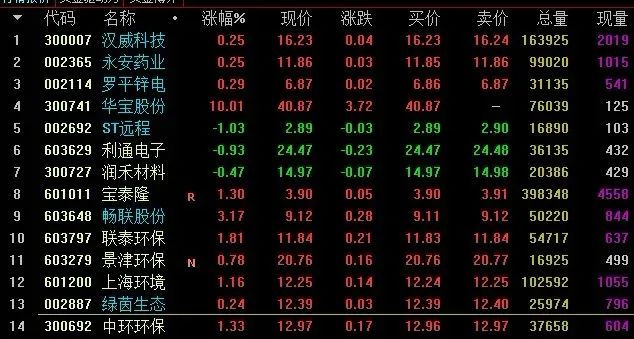 代码 名称 涨幅% 现价 涨跌 买价 卖价 总量 现量
1 300007 汉威科技 0.25 16.23 0.04 16.23 16.24 163925 2019
2 002365 永安药业 0.25 11.86 0.03 11.85 11.86 99020 1015
3 002114 罗平锌电 0.29 6.87 0.02 6.86 6.87 31135 541
4 300741 华宝股份 10.01 40.87 3.72 40.87 — 76039 125
5 002692 ST远程 -1.03 2.89 -0.03 2.89 2.90 16890 103
6 603629 利通电子 -0.93 24.47 -0.23 24.47 24.48 36135 432
7 300727 润禾材料 -0.47 14.97 -0.07 14.97 14.98 20386 429
8 601011 宝泰隆 R 1.30 3.90 0.05 3.90 3.91 398348 4558
9 603648 畅联股份 3.17 9.12 0.28 9.11 9.12 50220 844
10 603797 联泰环保 1.81 11.84 0.21 11.83 11.84 54717 637
11 603279 景津环保 N 0.78 20.76 0.16 20.76 20.77 16925 499
12 601200 上海环境 1.16 12.25 0.14 12.24 12.25 102592 1055
13 002887 绿茵生态 0.24 12.39 0.03 12.39 12.40 25974 796
14 300692 中环环保 1.33 12.97 0.17 12.96 12.97 37658 604